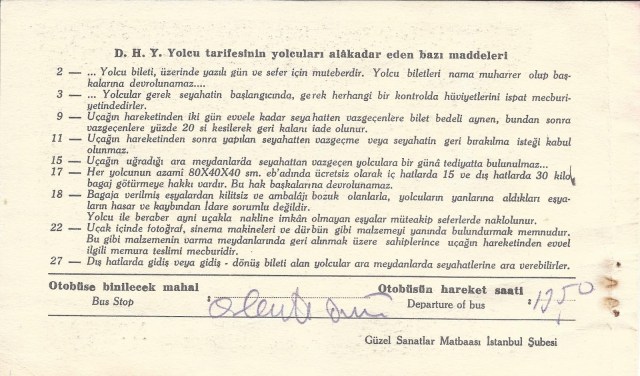 D. H. Y. Yolcu tarifesinin yolcuları alâkadar eden bazı maddeleri
2 — ... Yolcu bileti, üzerinde yazılı gün ve sefer için muteberdir. Yolcu biletleri nama muharrer olup baş-
kalarına devrolunamaz....
3 — ... Yolcular gerek seyahatin başlangıcında, gerek herhangi bir kontrolda hüviyetlerini ispat mecburi-
yetindedirler.
9 — Uçağın hareketinden iki gün evvele kadar seyahatten vazgeçenlere bilet bedeli aynen, bundan sonra
vazgeçenlere yüzde 20 si kesilerek geri kalanı iade olunur.
11 — Uçağın hareketinden sonra yapılan seyahatten vazgeçme veya seyahatin geri bırakılma isteği kabul
olunmaz.
15 — Uçağın uğradığı ara meydanlarda seyahattan vazgeçen yolculara bir gûnâ tediyatta bulunulmaz...
17 — Her yolcunun azamî 80X40X40 sm. eb'adında ücretsiz olarak iç hatlarda 15 ve dış hatlarda 30 kilo
bagaj götürmeye hakkı vardır. Bu hak başkalarına devrolunamaz.
18 — Bagaja verilmiş eşyalardan kilitsiz ve ambalâjı bozuk olanlarla, yolcuların yanlarına aldıkları eşya-
ların hasar ve kaybından İdare sorumlu değildir.
Yolcu ile beraber ayni uçakla nakline imkân olmayan eşyalar müteakip seferlerde naklolunur.
22 — Uçak içinde fotoğraf, sinema makineleri ve dürbün gibi malzemeyi yanında bulundurmak memnudur.
Bu gibi malzemenin varma meydanlarında geri alınmak üzere sahiplerince uçağın hareketinden evvel
ilgili memura teslimi mecburidir.
27 — Dış hatlarda gidiş veya gidiş - dönüş bileti alan yolcular ara meydanlarda seyahatlerine ara verebilirler.
Otobüse binilecek mahal : Otobüsün hareket saati
Bus Stop Departure of bus :
Güzel Sanatlar Matbaası İstanbul Şubesi